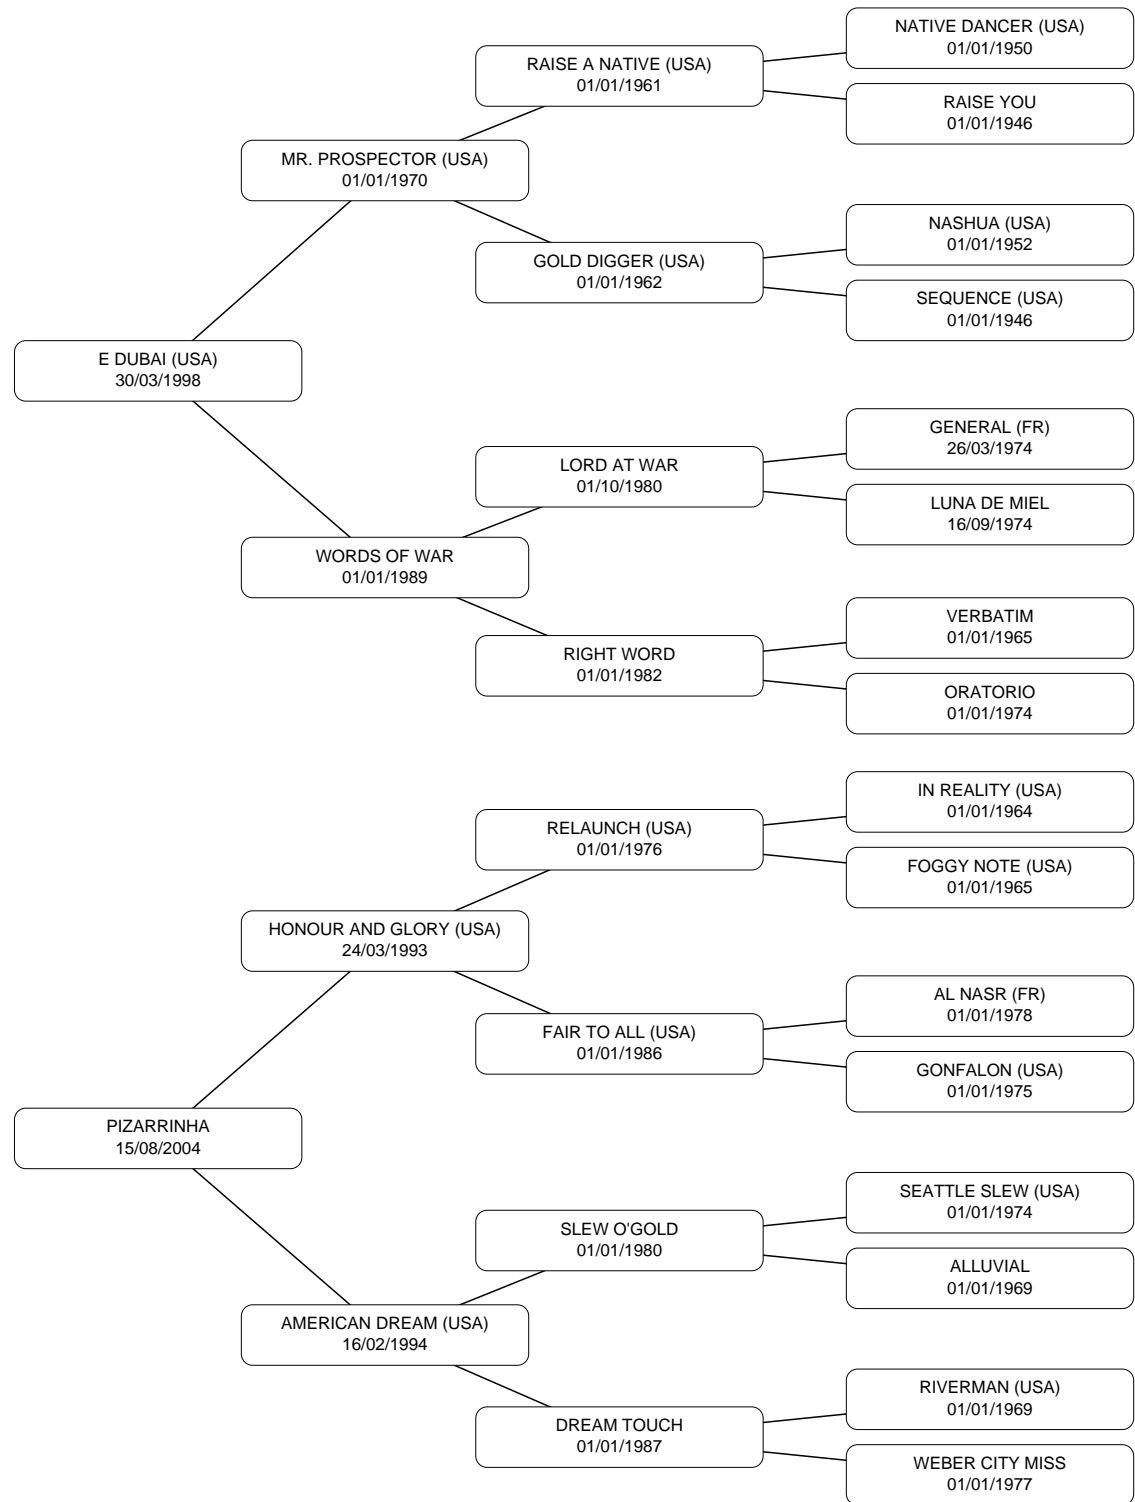 NATIVE DANCER (USA)
01/01/1950
RAISE A NATIVE (USA)
01/01/1961
RAISE YOU
01/01/1946
MR. PROSPECTOR (USA)
01/01/1970
NASHUA (USA)
01/01/1952
GOLD DIGGER (USA)
01/01/1962
SEQUENCE (USA)
01/01/1946
E DUBAI (USA)
30/03/1998
GENERAL (FR)
26/03/1974
LORD AT WAR
01/10/1980
LUNA DE MIEL
16/09/1974
WORDS OF WAR
01/01/1989
VERBATIM
01/01/1965
RIGHT WORD
01/01/1982
ORATORIO
01/01/1974
IN REALITY (USA)
01/01/1964
RELAUNCH (USA)
01/01/1976
FOGGY NOTE (USA)
01/01/1965
HONOUR AND GLORY (USA)
24/03/1993
AL NASR (FR)
01/01/1978
FAIR TO ALL (USA)
01/01/1986
GONFALON (USA)
01/01/1975
PIZARRINHA
15/08/2004
SEATTLE SLEW (USA)
01/01/1974
SLEW O'GOLD
01/01/1980
ALLUVIAL
01/01/1969
AMERICAN DREAM (USA)
16/02/1994
RIVERMAN (USA)
01/01/1969
DREAM TOUCH
01/01/1987
WEBER CITY MISS
01/01/1977